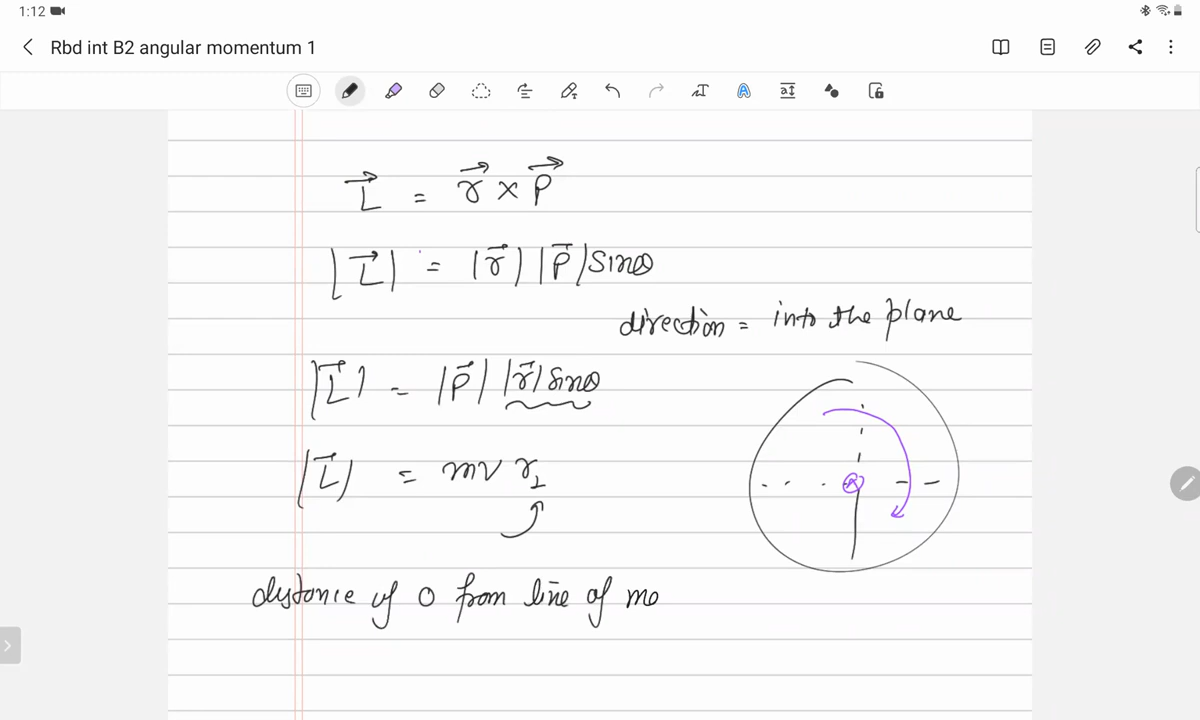 1:12
Rbd int B2 angular momentum 1
L⃗ = r⃗ × P⃗
|L⃗| = |r⃗| |P⃗| Sinθ
direction = into the plane
|L⃗| = |P⃗| |r⃗| Sinθ
|L⃗| = mv r⊥
dystance of O from line of mo